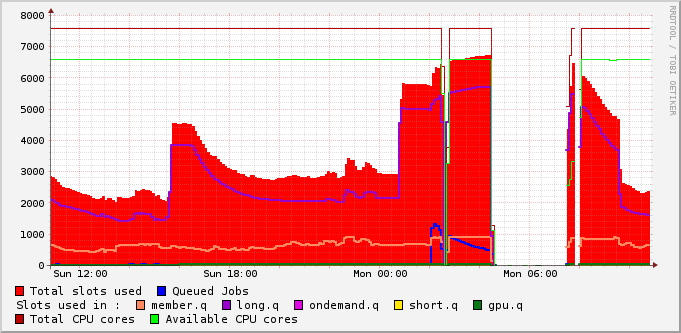 8000
7000
6000
5000
4000
3000
2000
1000
0
Sun 12:00 Sun 18:00 Mon 00:00 Mon 06:00
Total slots used Queued Jobs
Slots used in : member.q long.q ondemand.q short.q gpu.q
Total CPU cores Available CPU cores
RRDTOOL / TOBI OETIKER